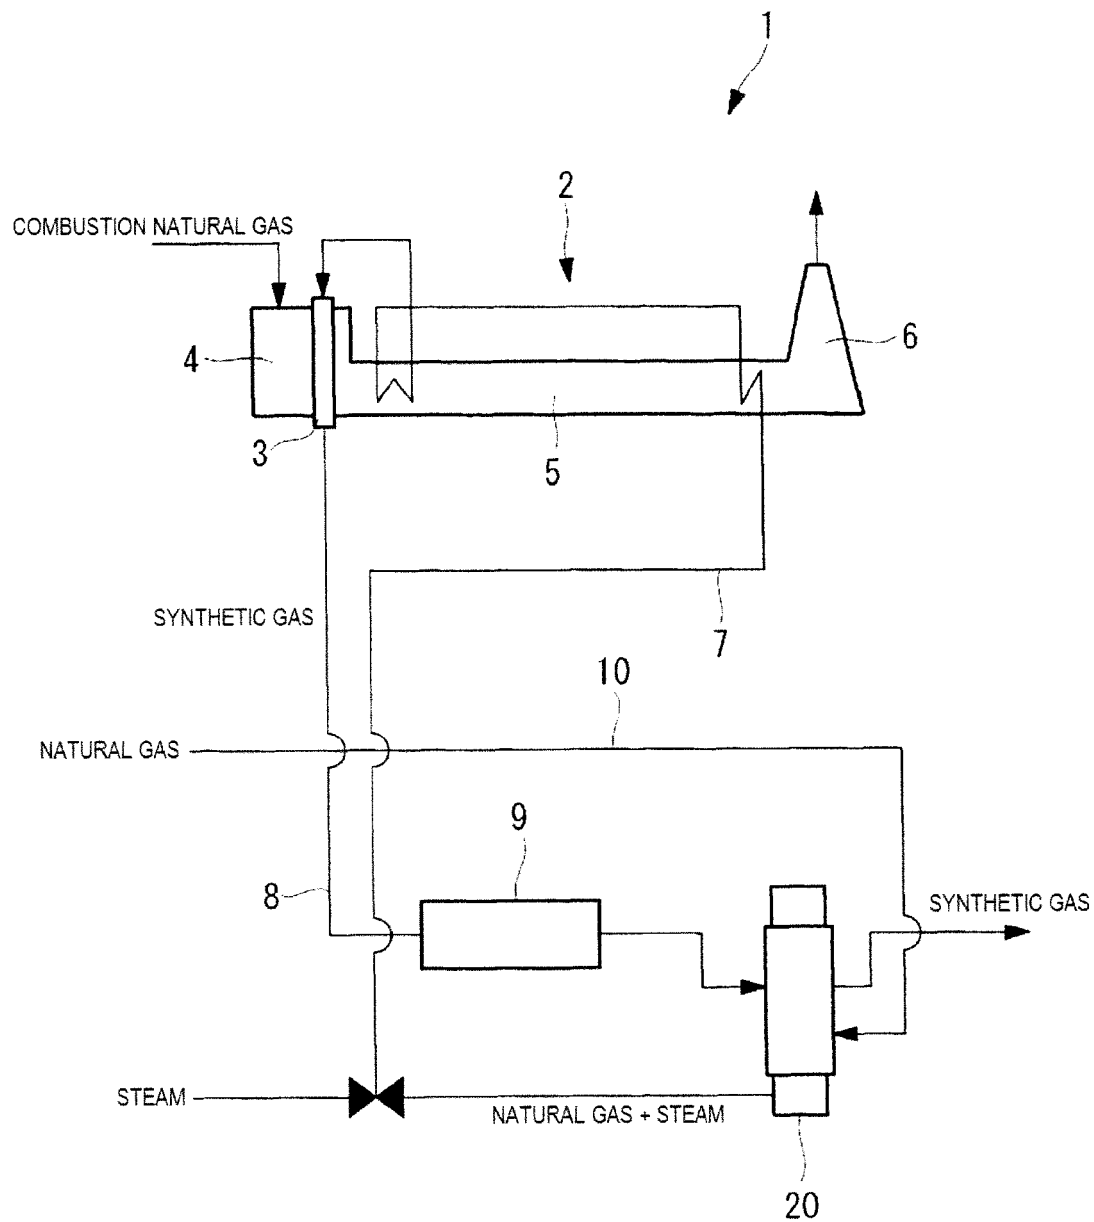 1
2
COMBUSTION NATURAL GAS
4
6
3
5
SYNTHETIC GAS
7
10
NATURAL GAS
9
8
SYNTHETIC GAS
STEAM
NATURAL GAS + STEAM
20